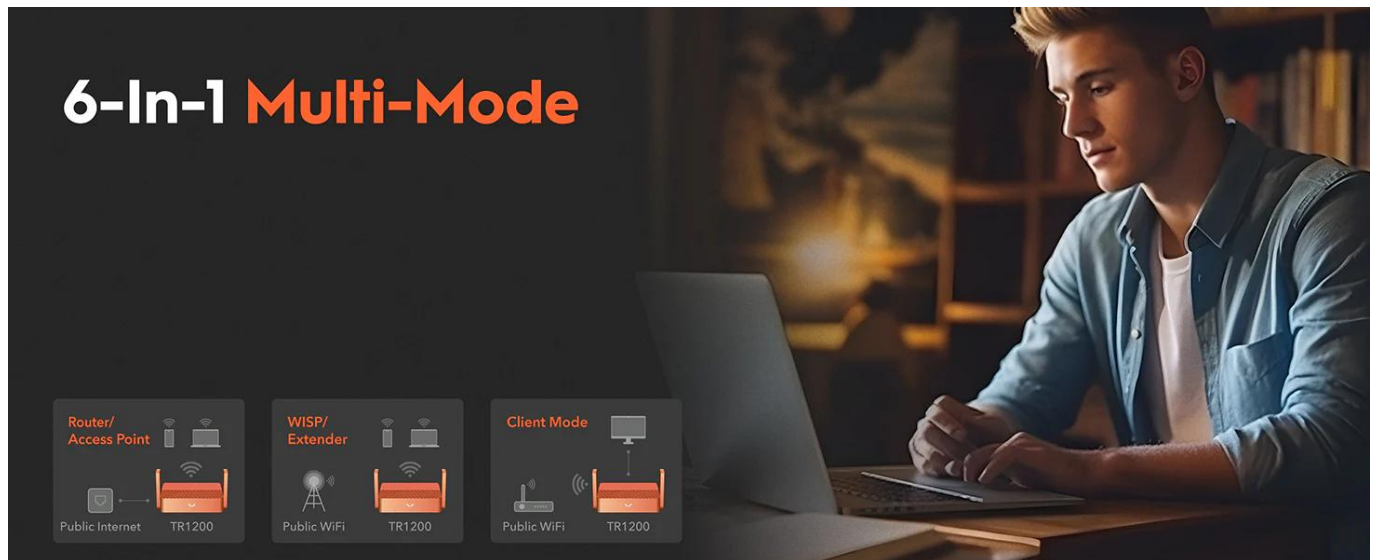 6-In-1 Multi-Mode
Router/
Access Point
Public Internet
TR1200
WISP/
Extender
Public WiFi
TR1200
Client Mode
Public WiFi
TR1200